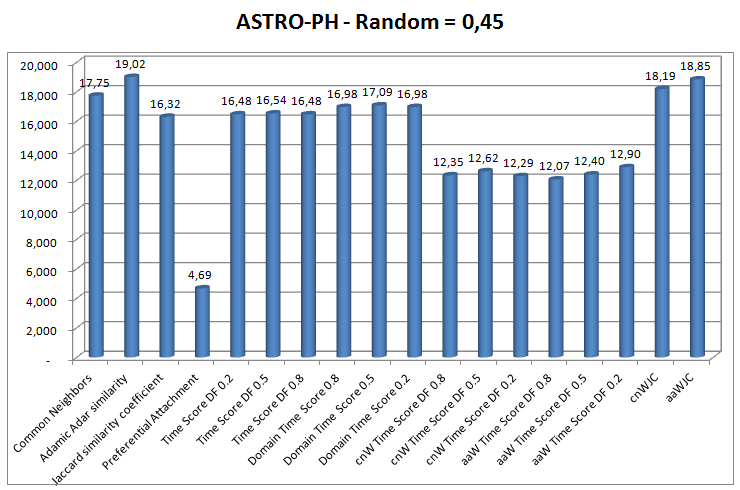 ASTRO-PH - Random = 0,45
20,000
18,000
16,000
14,000
12,000
10,000
8,000
6,000
4,000
2,000
-
17,75
19,02
16,32
4,69
16,48
16,54
16,48
16,98
17,09
16,98
12,35
12,62
12,29
12,07
12,40
12,90
18,19
18,85
Common Neighbors
Adamic Adar similarity
Jaccard similarity coefficient
Preferential Attachment
Time Score DF 0.2
Time Score DF 0.5
Time Score DF 0.8
Domain Time Score 0.8
Domain Time Score 0.5
Domain Time Score 0.2
cnW Time Score DF 0.8
cnW Time Score DF 0.5
cnW Time Score DF 0.2
aaW Time Score DF 0.8
aaW Time Score DF 0.5
aaW Time Score DF 0.2
cnWJC
aaWJC